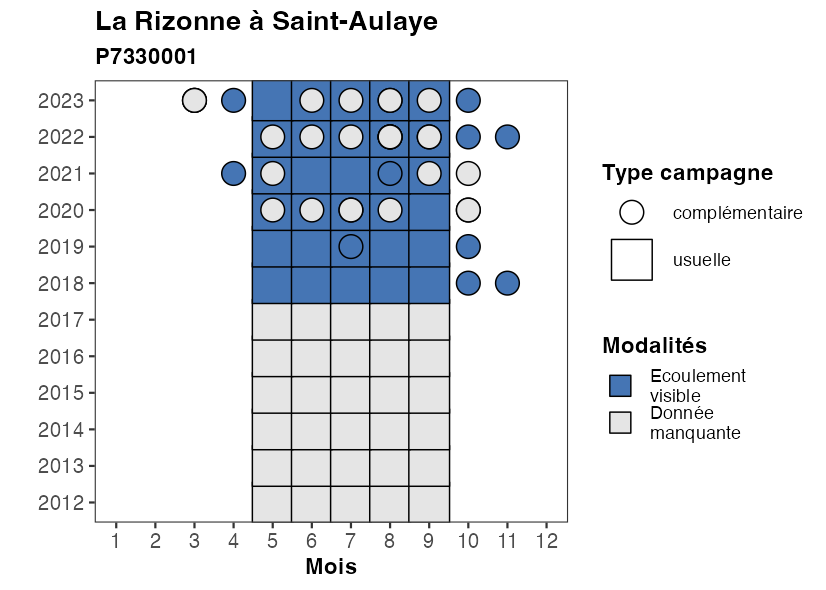 La Rizonne à Saint-Aulaye
P7330001
2023
2022
2021
2020
2019
2018
2017
2016
2015
2014
2013
2012
1 2 3 4 5 6 7 8 9 10 11 12
Mois
Type campagne
complémentaire
usuelle
Modalités
Ecoulement
visible
Donnée
manquante